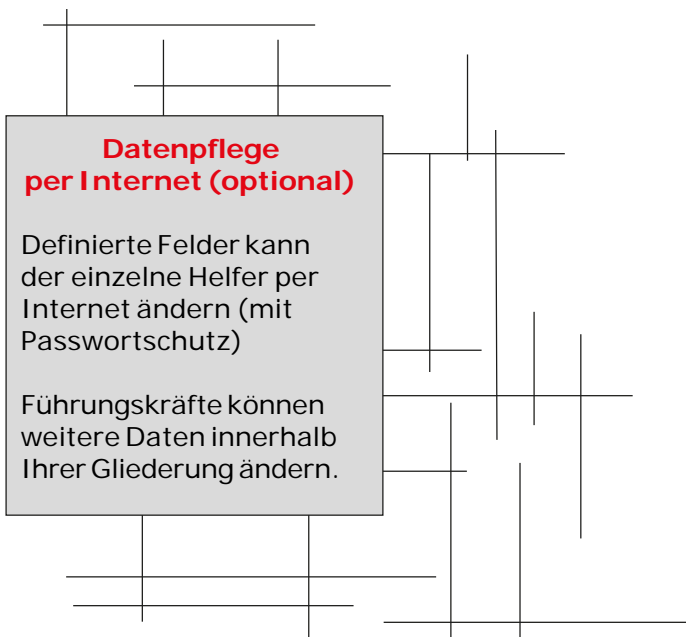 Datenpflege
per Internet (optional)
Definierte Felder kann
der einzelne Helfer per
Internet ändern (mit
Passwortschutz)
Führungskräfte können
weitere Daten innerhalb
Ihrer Gliederung ändern.